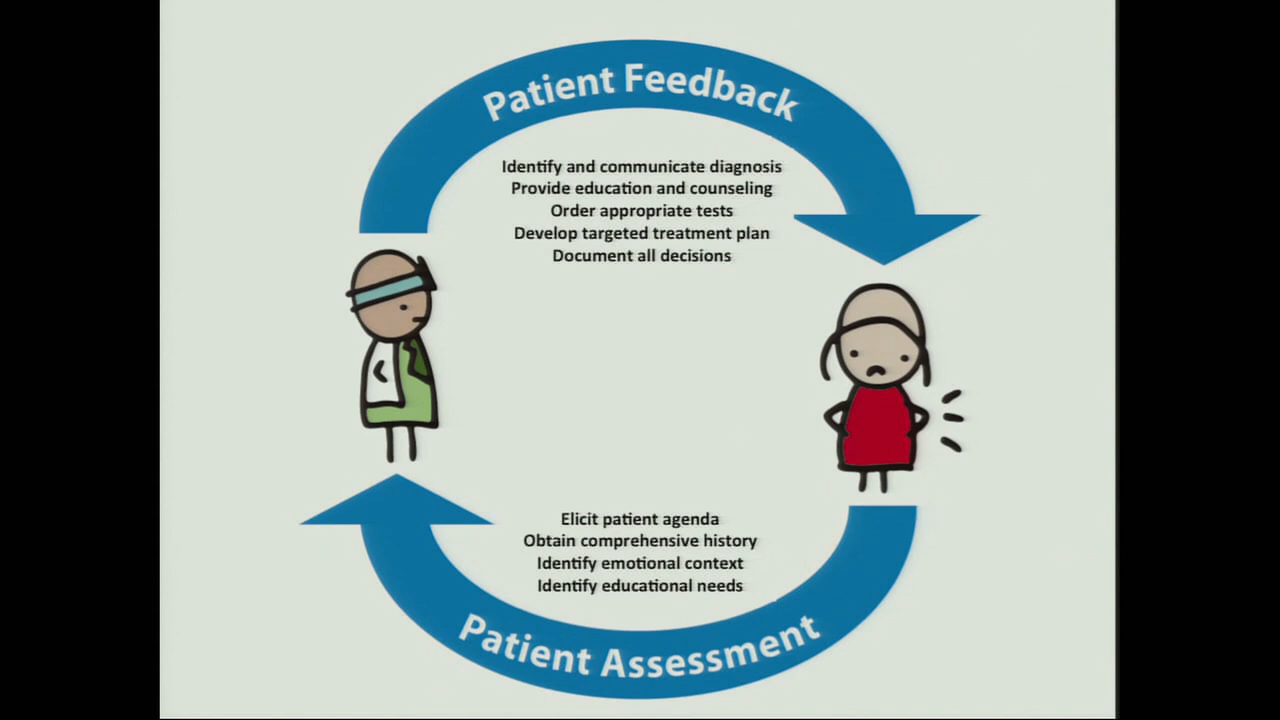 Patient Feedback
Identify and communicate diagnosis
Provide education and counseling
Order appropriate tests
Develop targeted treatment plan
Document all decisions
Elicit patient agenda
Obtain comprehensive history
Identify emotional context
Identify educational needs
Patient Assessment